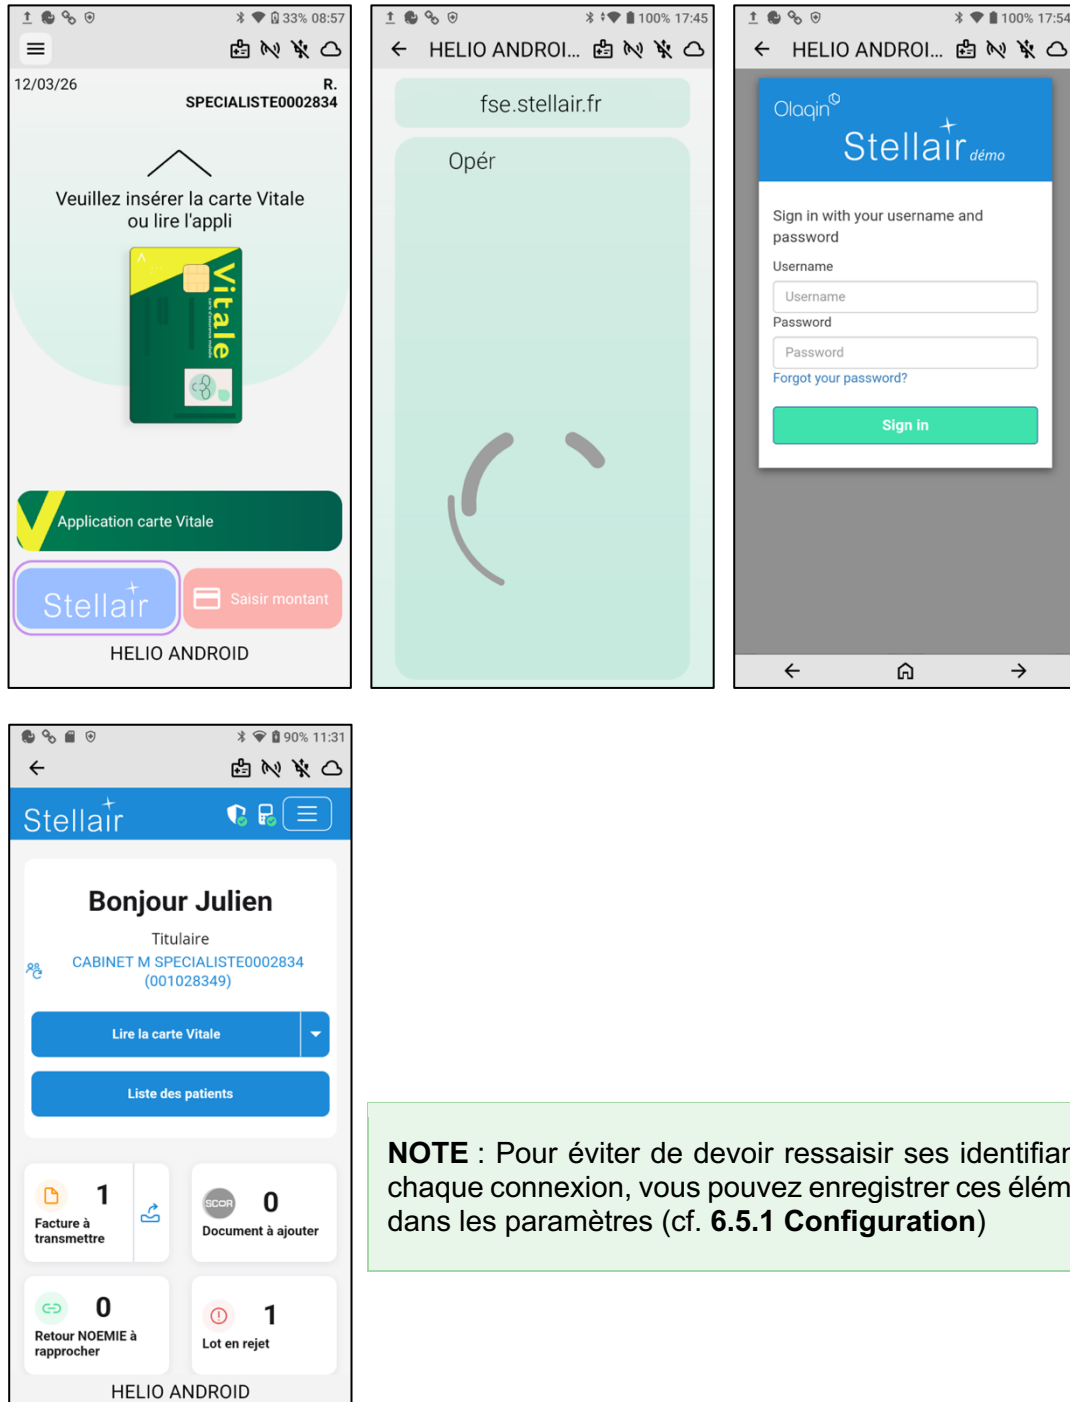 33% 08:57
12/03/26
R.
SPECIALISTE0002834
Veuillez insérer la carte Vitale
ou lire l'appli
Vitale
Application carte Vitale
Stellair
Saisir montant
HELIO ANDROID
100% 17:45
HELIO ANDROI...
fse.stellair.fr
Opér
100% 17:54
HELIO ANDROI...
Olaqin
Stellair démo
Sign in with your username and
password
Username
Username
Password
Password
Forgot your password?
Sign in
90% 11:31
Stellair
Bonjour Julien
Titulaire
CABINET M SPECIALISTE0002834
(001028349)
Lire la carte Vitale
Liste des patients
1
Facture à
transmettre
SCOR
0
Document à ajouter
0
Retour NOEMIE à
rapprocher
1
Lot en rejet
HELIO ANDROID
NOTE : Pour éviter de devoir ressaisir ses identifian
chaque connexion, vous pouvez enregistrer ces élém
dans les paramètres (cf. 6.5.1 Configuration)